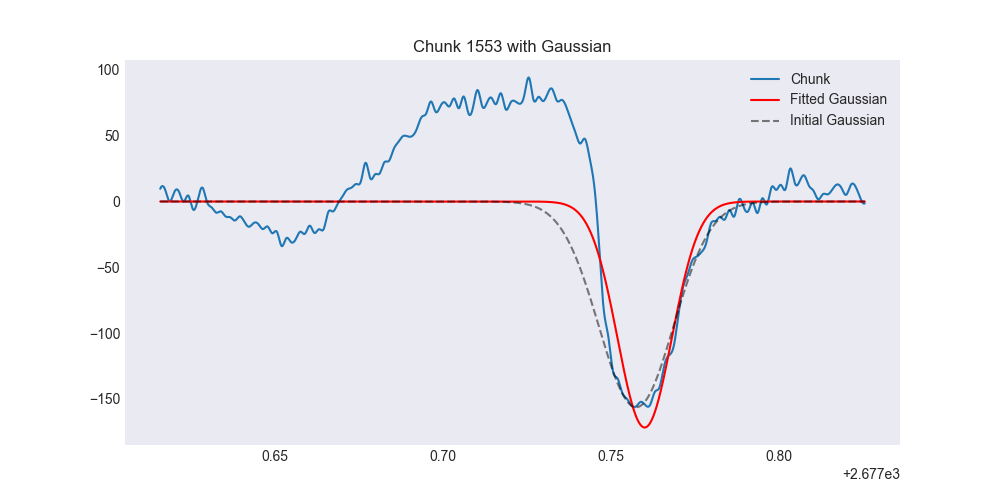 Chunk 1553 with Gaussian
100
50
0
−50
−100
−150
Chunk
Fitted Gaussian
Initial Gaussian
0.65
0.70
0.75
0.80
+2.677e3